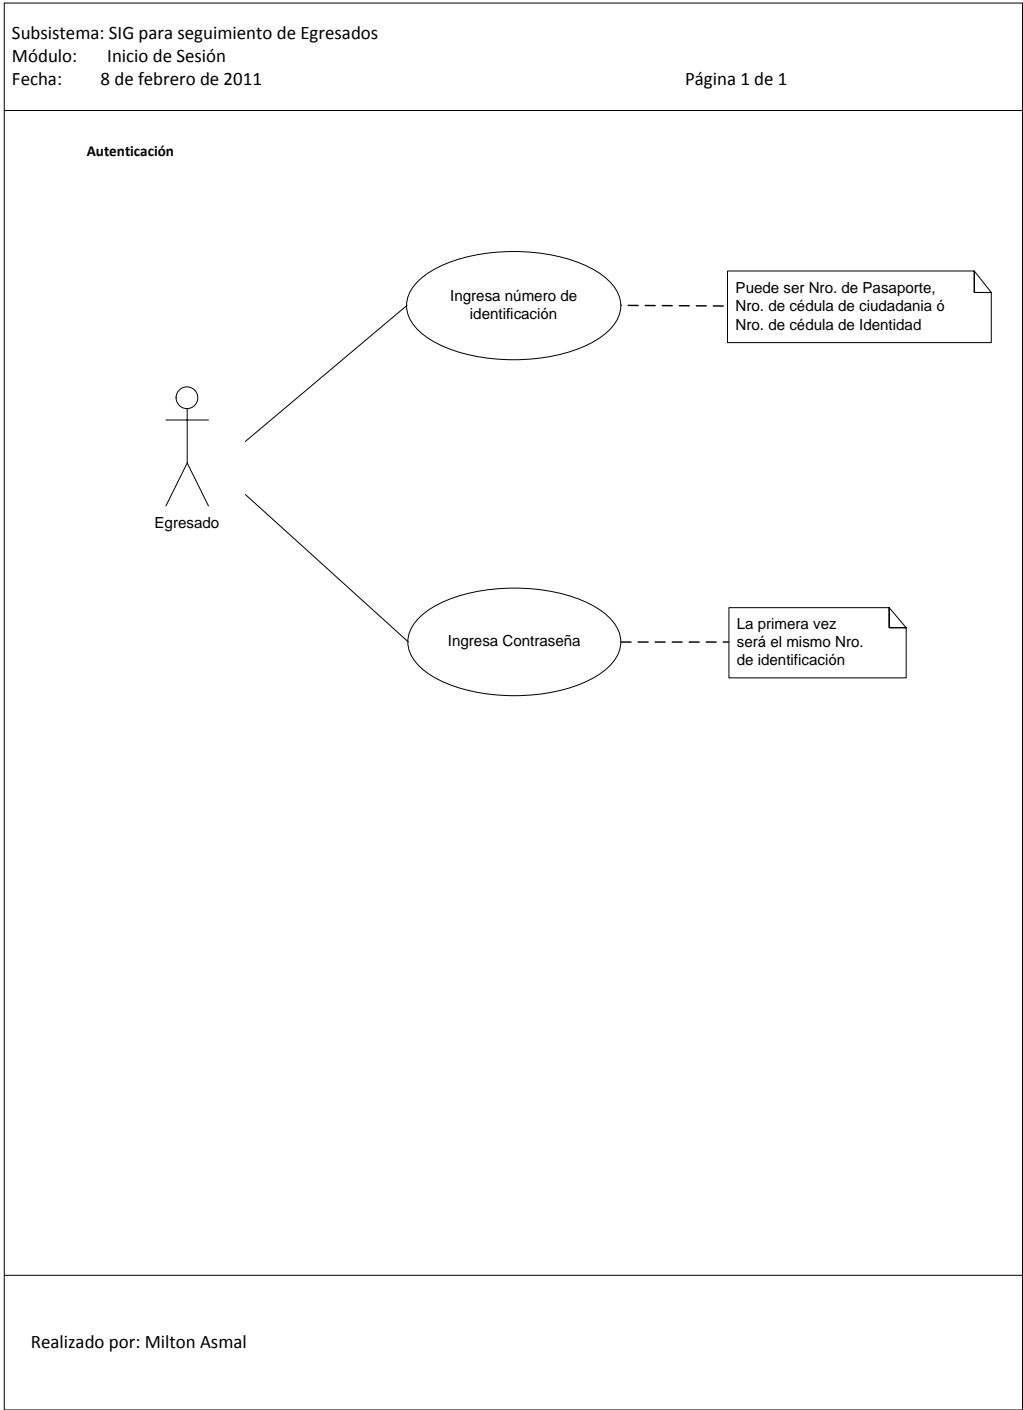 Subsistema: SIG para seguimiento de Egresados
Módulo: Inicio de Sesión
Fecha: 8 de febrero de 2011 Página 1 de 1
Autenticación
Ingresa número de
identificación
Puede ser Nro. de Pasaporte,
Nro. de cédula de ciudadania ó
Nro. de cédula de Identidad
Egresado
Ingresa Contraseña
La primera vez
será el mismo Nro.
de identificación
Realizado por: Milton Asmal